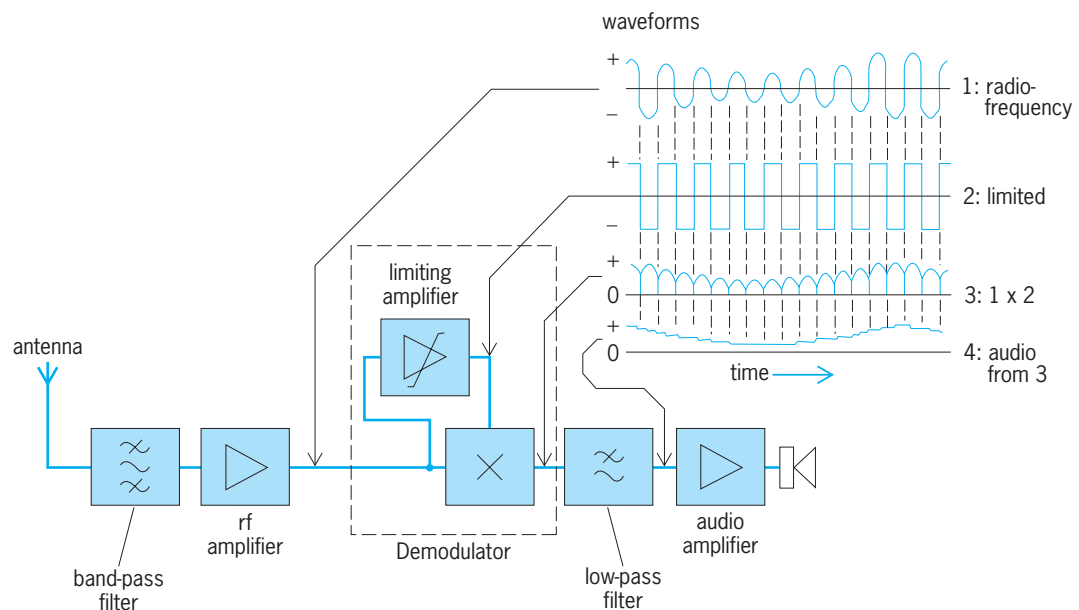 waveforms
+
–
1: radio-
frequency
+
–
2: limited
+
0
3: 1 x 2
+
0
4: audio
from 3
time
antenna
limiting
amplifier
rf
amplifier
Demodulator
audio
amplifier
band-pass
filter
low-pass
filter